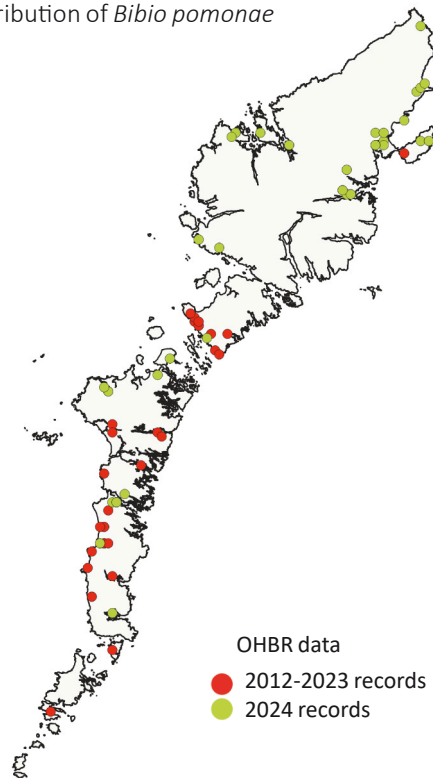 ribution of Bibio pomonae
OHBR data
2012-2023 records
2024 records